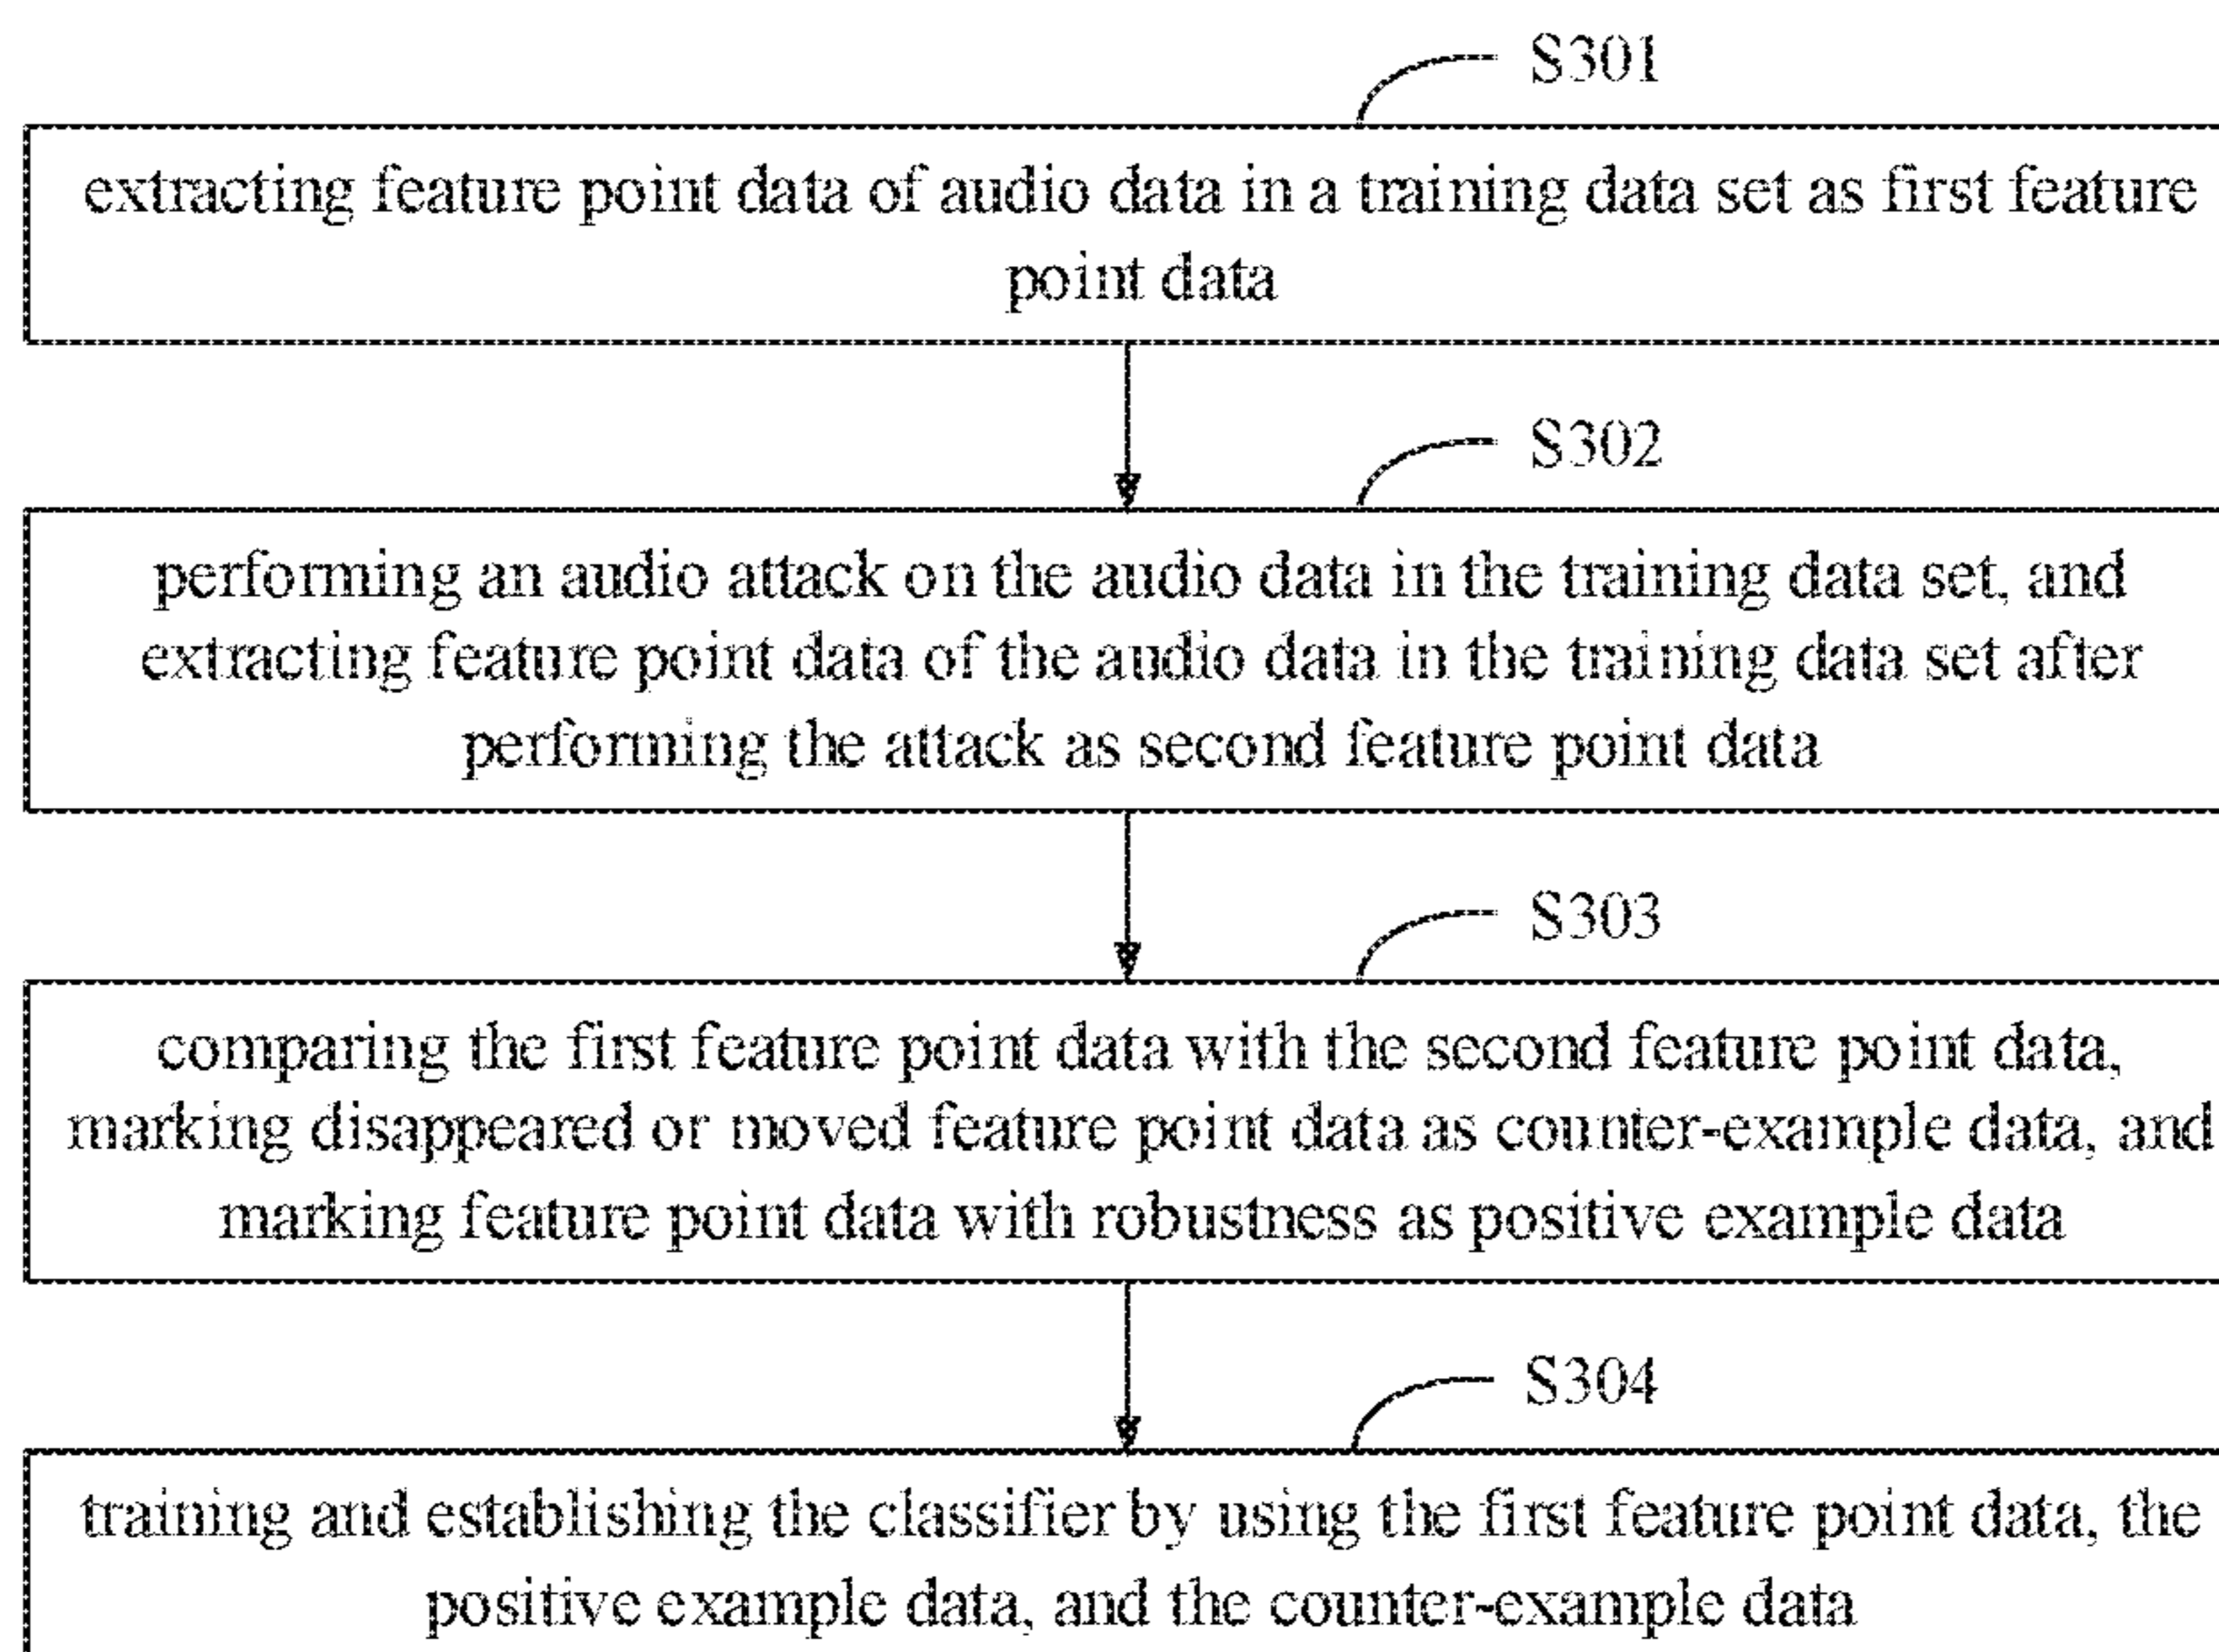 S301
extracting feature point data of audio data in a training data set as first feature
point data
S302
performing an audio attack on the audio data in the training data set, and
extracting feature point data of the audio data in the training data set after
performing the attack as second feature point data
S303
comparing the first feature point data with the second feature point data,
marking disappeared or moved feature point data as counter-example data, and
marking feature point data with robustness as positive example data
S304
training and establishing the classifier by using the first feature point data, the
positive example data, and the counter-example data